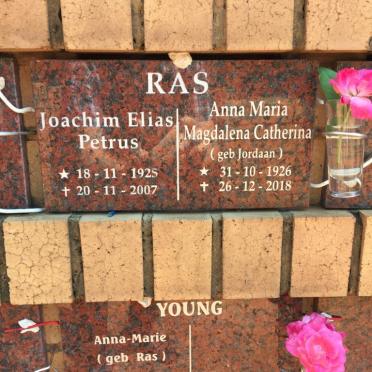 RAS
Joachim Elias
Petrus
★ 18 - 11 - 1925
✝ 20 - 11 - 2007
Anna Maria
Magdalena Catherina
( geb Jordaan )
★ 31 - 10 - 1926
✝ 26 - 12 - 2018
YOUNG
Anna-Marie
( geb Ras )